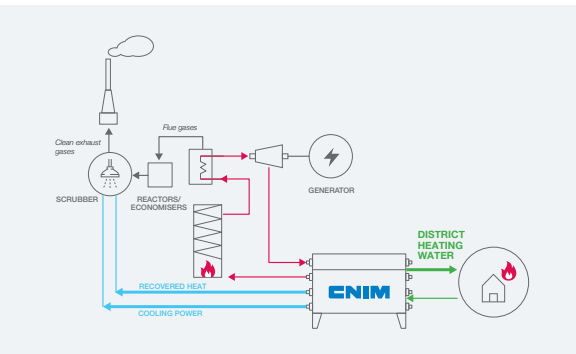 Flue gases
Clean exhaust
gases
SCRUBBER
REACTORS/
ECONOMISERS
GENERATOR
DISTRICT
HEATING
WATER
RECOVERED HEAT
CNIM
COOLING POWER